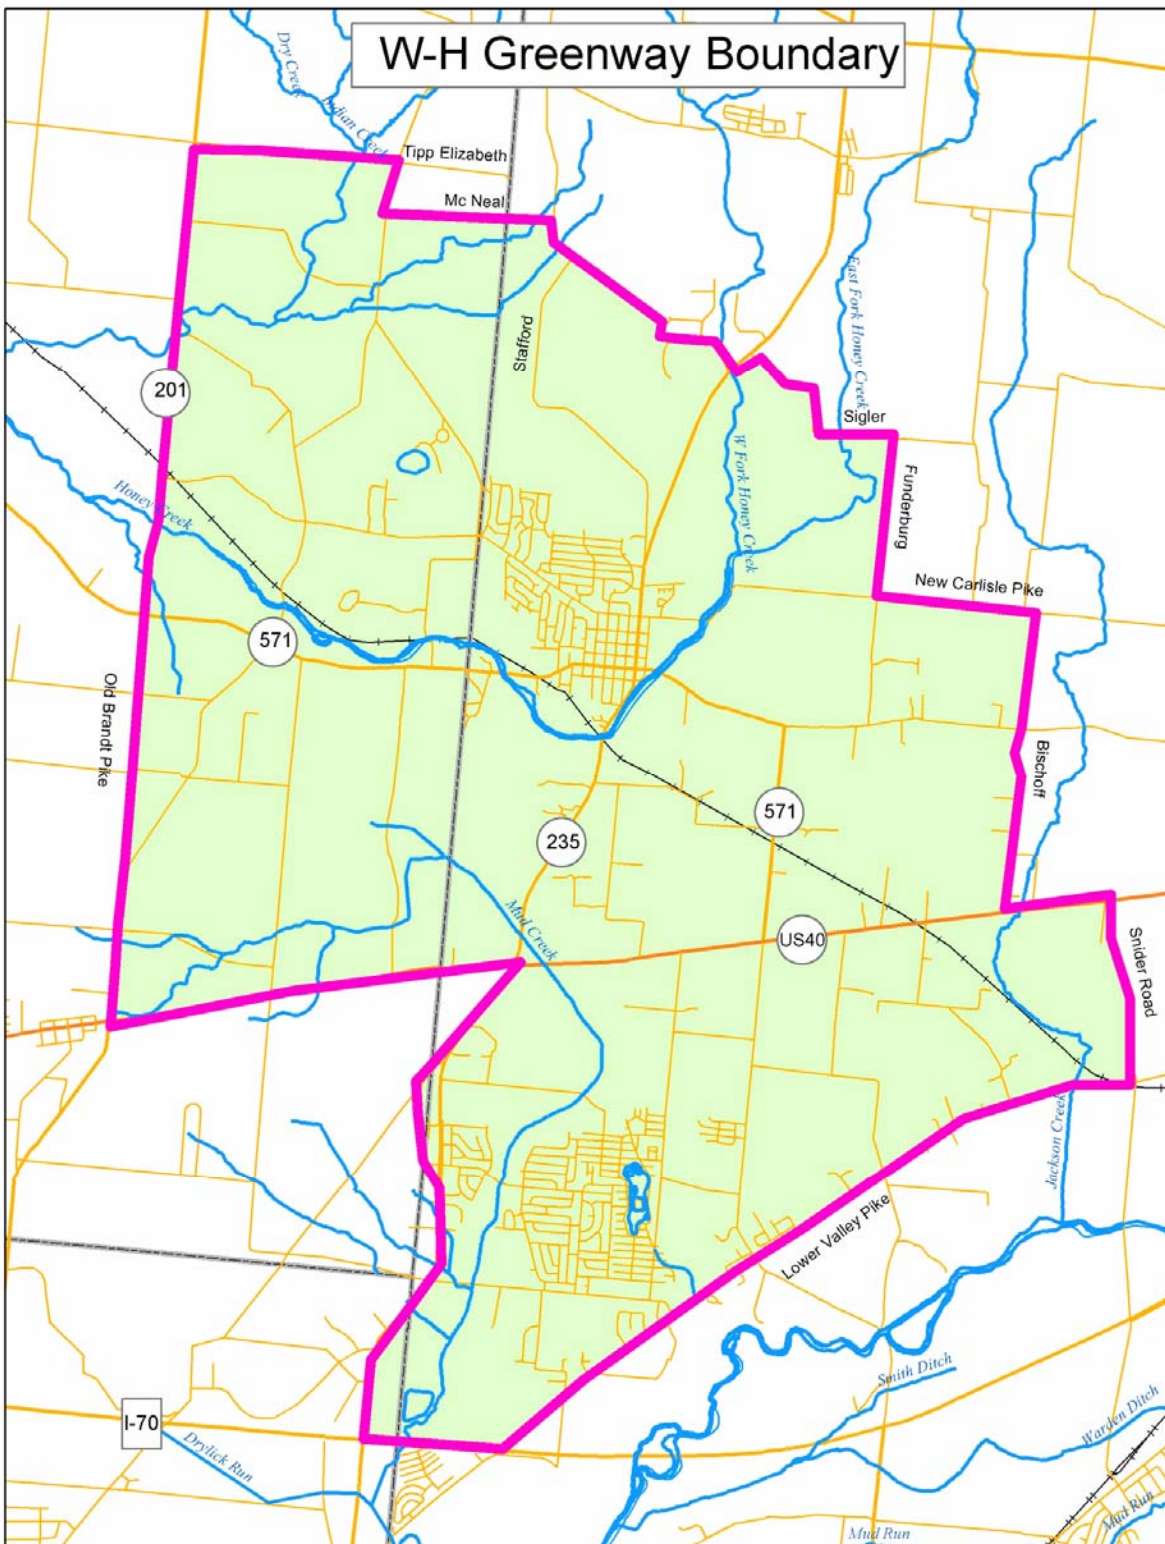 W-H Greenway Boundary
Dry Creek
Indian Creek
Tipp Elizabeth
Mc Neal
East Fork Honey Creek
Stafford
201
Sigler
W Fork Honey Creek
Funderburg
Honey Creek
New Carlisle Pike
571
Old Brandt Pike
Bischoff
571
235
Mud Creek
US40
Snider Road
Jackson Creek
Lower Valley Pike
Smith Ditch
I-70
Drylick Run
Warden Ditch
Mud Run
Mud Run